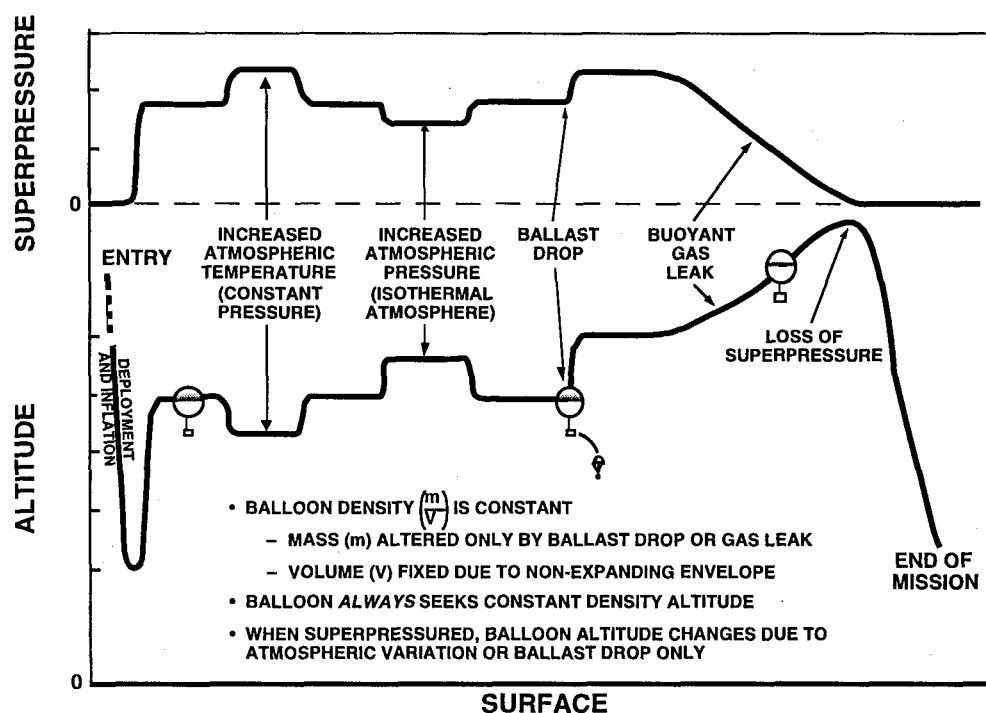 SUPERPRESSURE
0
ENTRY
INCREASED
ATMOSPHERIC
TEMPERATURE
(CONSTANT
PRESSURE)
INCREASED
ATMOSPHERIC
PRESSURE
(ISOTHERMAL
ATMOSPHERE)
BALLAST
DROP
BUOYANT
GAS
LEAK
LOSS OF
SUPERPRESSURE
DEPLOYMENT
AND INFLATION
ALTITUDE
• BALLOON DENSITY (m/V) IS CONSTANT
– MASS (m) ALTERED ONLY BY BALLAST DROP OR GAS LEAK
– VOLUME (V) FIXED DUE TO NON-EXPANDING ENVELOPE
• BALLOON ALWAYS SEEKS CONSTANT DENSITY ALTITUDE
• WHEN SUPERPRESSURED, BALLOON ALTITUDE CHANGES DUE TO
ATMOSPHERIC VARIATION OR BALLAST DROP ONLY
END OF
MISSION
0
SURFACE